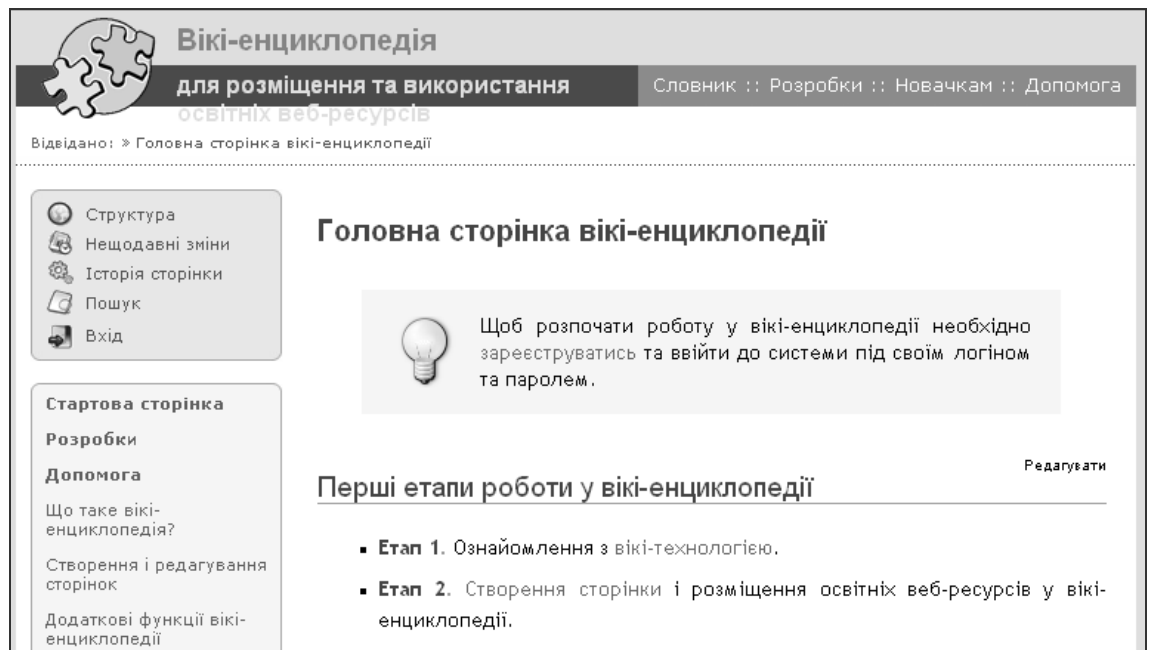 Вікі-енциклопедія
для розміщення та використання
освітніх веб-ресурсів
Словник :: Розробки :: Новачкам :: Допомога
Відвідано: » Головна сторінка вікі-енциклопедії
Структура
Нещодавні зміни
Історія сторінки
Пошук
Вхід
Стартова сторінка
Розробки
Допомога
Що таке вікі-
енциклопедія?
Створення і редагування
сторінок
Додаткові функції вікі-
енциклопедії
Головна сторінка вікі-енциклопедії
Щоб розпочати роботу у вікі-енциклопедії необхідно
зареєструватись та ввійти до системи під своїм логіном
та паролем.
Редагувати
Перші етапи роботи у вікі-енциклопедії
▪ Етап 1. Ознайомлення з вікі-технологією.
▪ Етап 2. Створення сторінки і розміщення освітніх веб-ресурсів у вікі-
енциклопедії.